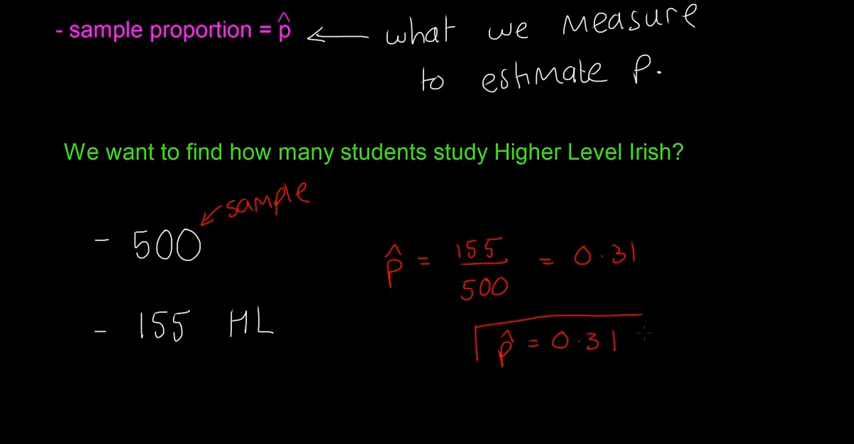 - sample proportion = p̂ ← what we measure
to estimate p.
We want to find how many students study Higher Level Irish?
- 500 ← sample
p̂ = 155/500 = 0.31
- 155 HL
p̂ = 0.31